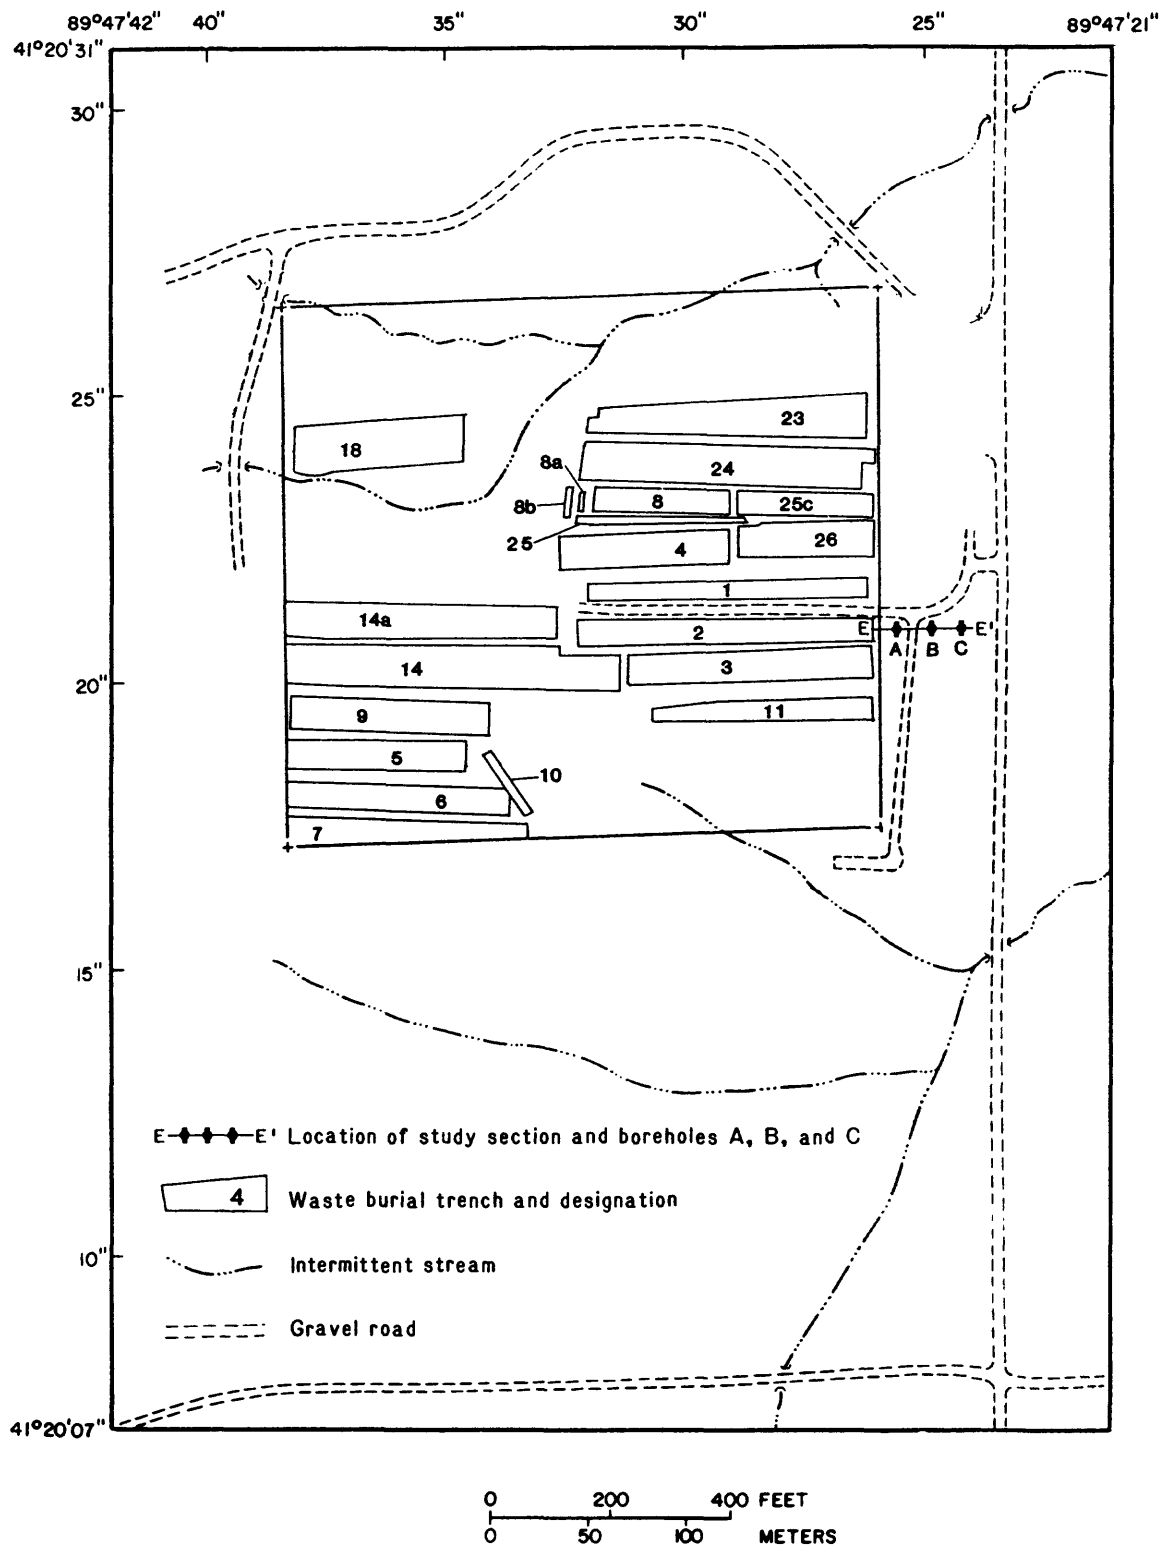 89°47'42" 40" 35" 30" 25" 89°47'21"
41°20'31"
30"
25"
23
18
24
8a
8b
8
25c
25
4
26
1
14a
2
E E'
A B C
20"
14
3
9
11
5
10
6
7
15"
E E' Location of study section and boreholes A, B, and C
4 Waste burial trench and designation
10"
Intermittent stream
Gravel road
41°20'07"
0 200 400 FEET
0 50 100 METERS